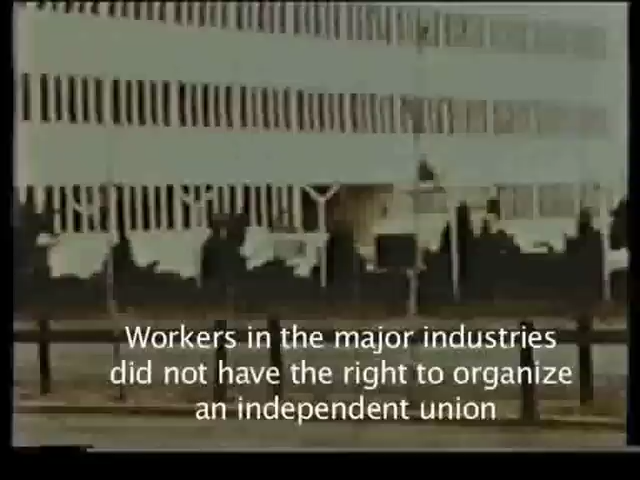 Workers in the major industries
did not have the right to organize
an independent union